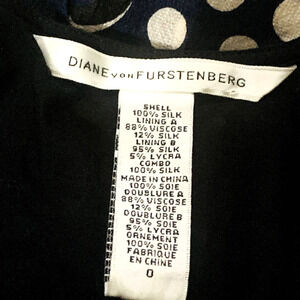 DIANE VON FURSTENBERG
SHELL
100% SILK
LINING A
88% VISCOSE
12% SILK
LINING B
95% SILK
5% LYCRA
COMBO
100% SILK
MADE IN CHINA
100% SOIE
DOUBLURE A
88% VISCOSE
12% SOIE
DOUBLURE B
95% SOIE
5% LYCRA
ORNEMENT
100% SOIE
FABRIQUE
EN CHINE
0